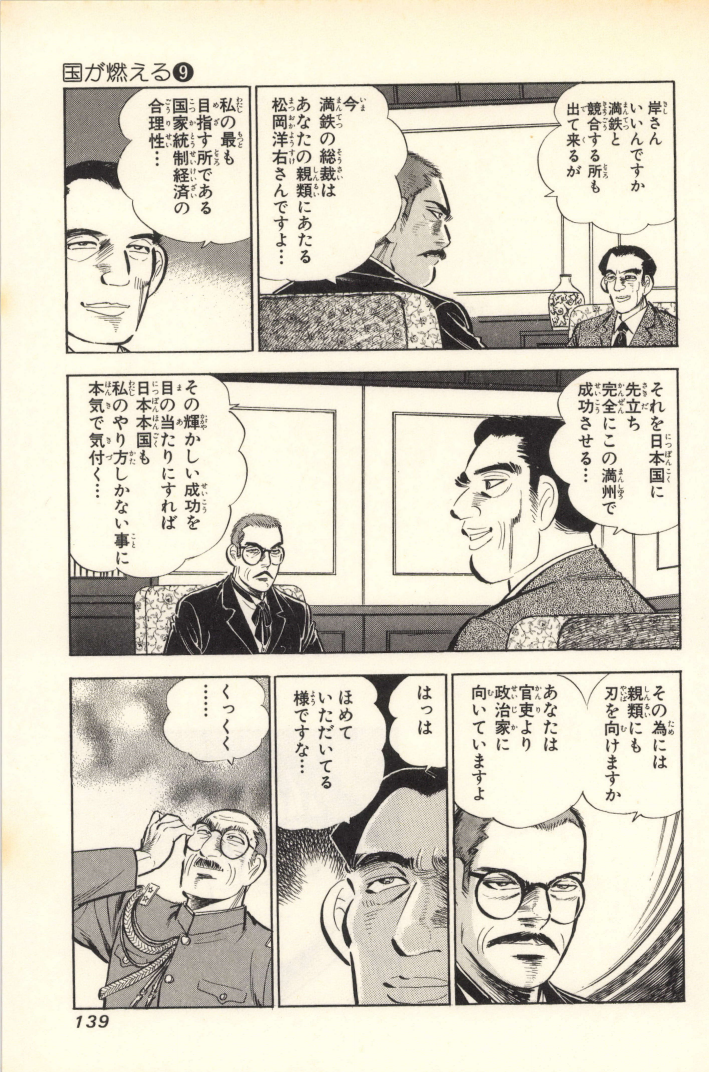 国が燃える❾
岸さん
いいんですか
満鉄と
競合する所も
出て来るが
今
満鉄の総裁は
あなたの親類にあたる
松岡洋右さんですよ…
私の最も
目指す所である
国家統制経済の
合理性…
それを日本国に
先立ち
完全にこの満州で
成功させる…
その輝かしい成功を
目の当たりにすれば
日本本国も
私のやり方しかない事に
本気で気付く…
その為には
親類にも
刃を向けますか
あなたは
官吏より
政治家に
向いていますよ
はっは
ほめて
いただいてる
様ですな…
くっくく
……
139